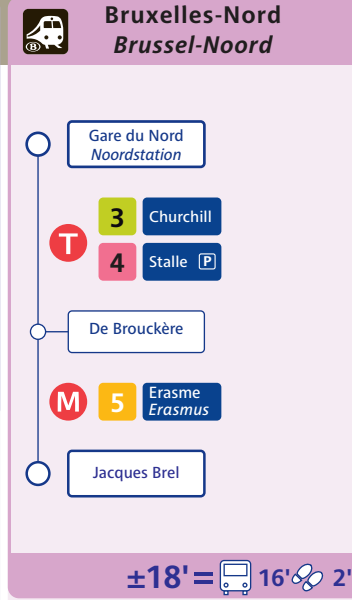 Bruxelles-Nord
Brussel-Noord
B
Gare du Nord
Noordstation
T
3 Churchill
4 Stalle P
De Brouckère
M 5 Erasme
Erasmus
Jacques Brel
±18'= 16' 2'